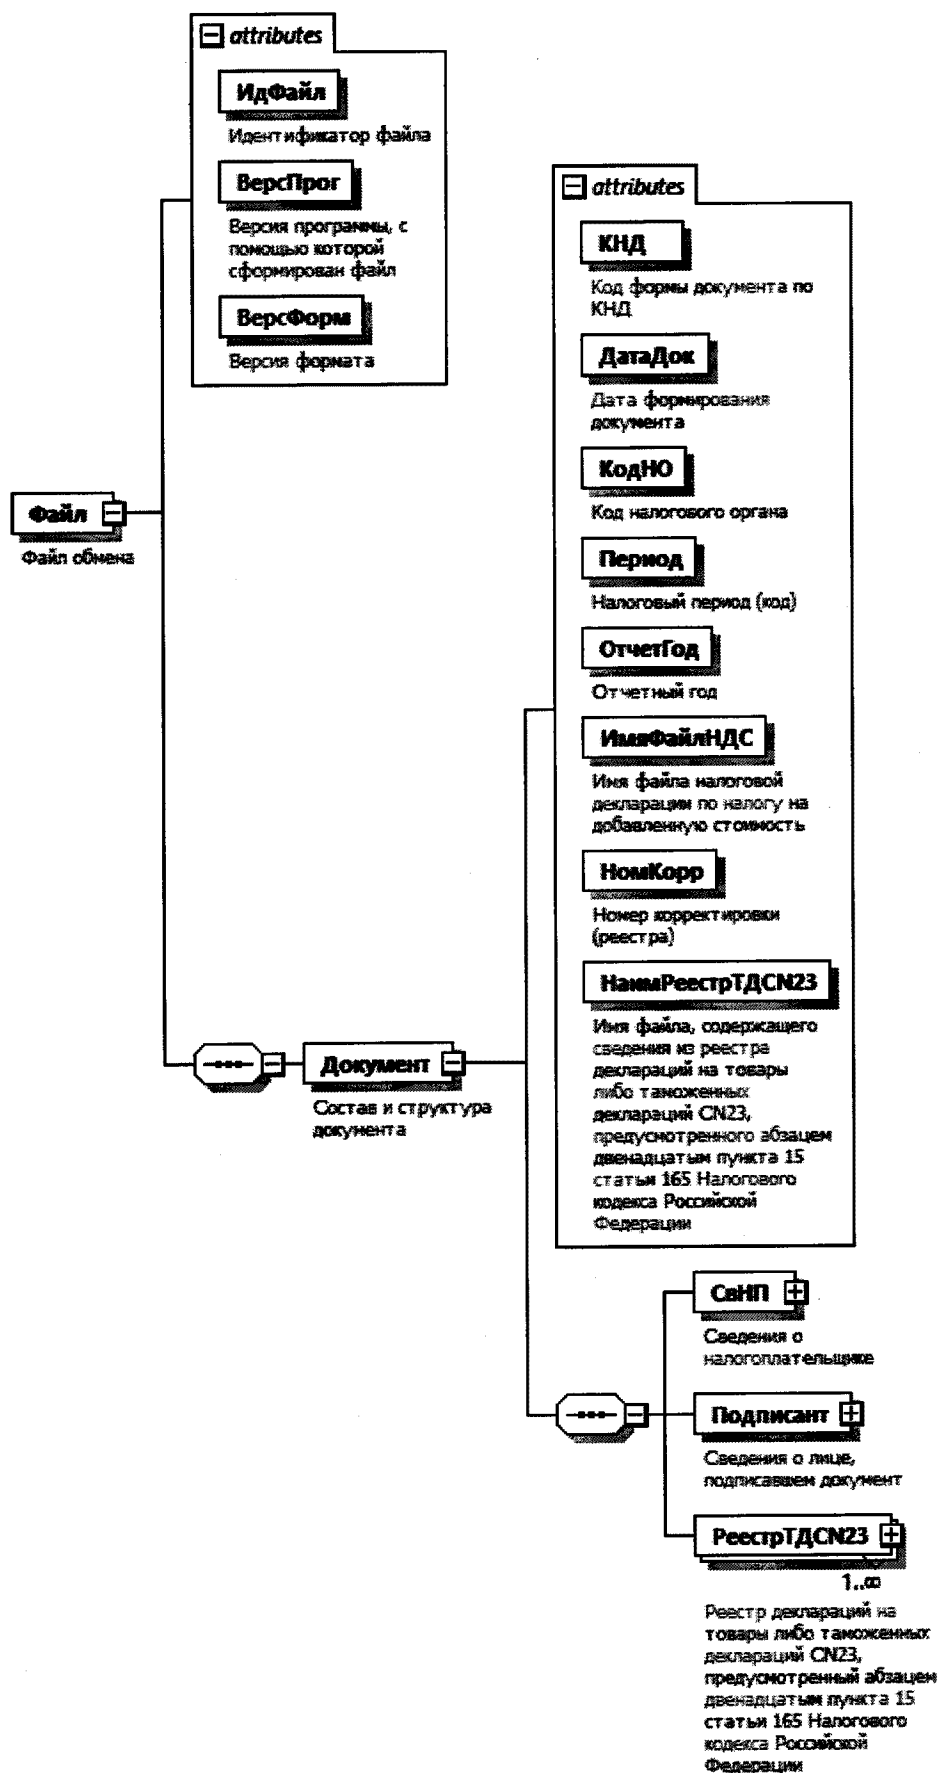 attributes
ИдФайл
Идентификатор файла
ВерсПрог
Версия программы, с
помощью которой
сформирован файл
ВерсФорм
Версия формата
Файл
Файл обмена
attributes
КНД
Код формы документа по
КНД
ДатаДок
Дата формирования
документа
КодНО
Код налогового органа
Период
Налоговый период (код)
ОтчетГод
Отчетный год
ИмяФайлНДС
Имя файла налоговой
декларации по налогу на
добавленную стоимость
НомКорр
Номер корректировки
(реестра)
НаимРеестрТДCN23
Имя файла, содержащего
сведения из реестра
деклараций на товары
либо таможенных
деклараций CN23,
предусмотренного абзацем
двенадцатым пункта 15
статьи 165 Налогового
кодекса Российской
Федерации
Документ
Состав и структура
документа
СвНП
Сведения о
налогоплательщике
Подписант
Сведения о лице,
подписавшем документ
РеестрТДCN23
1..∞
Реестр деклараций на
товары либо таможенных
деклараций CN23,
предусмотренный абзацем
двенадцатым пункта 15
статьи 165 Налогового
кодекса Российской
Федерации